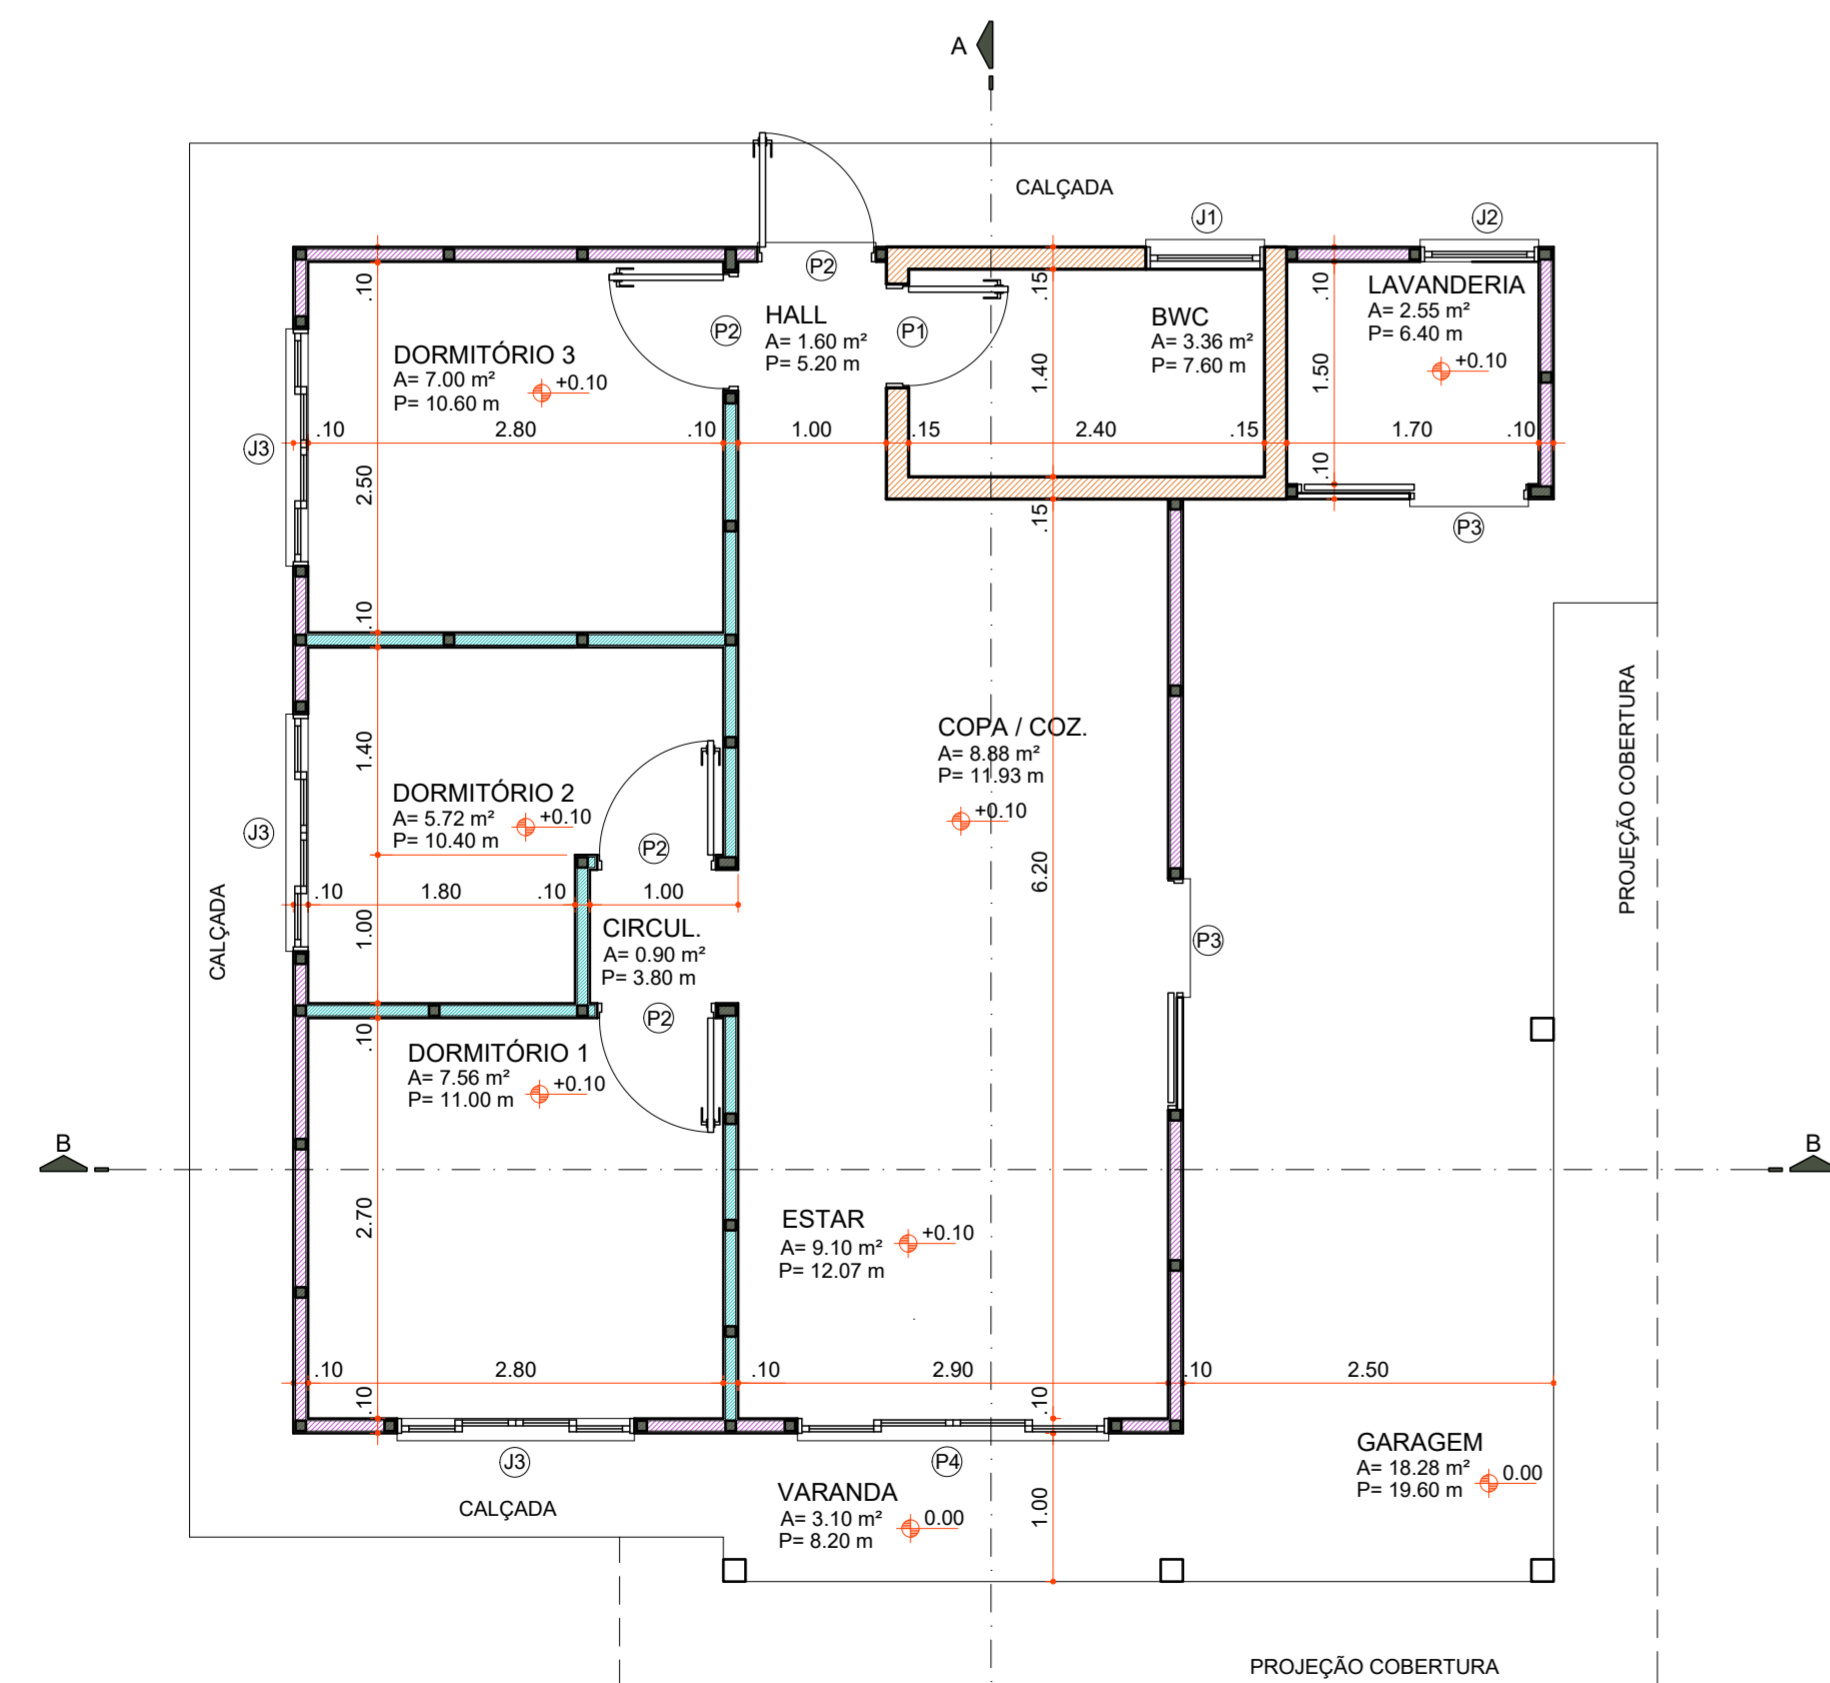 A
CALÇADA
J1
J2
P2
.10
.15
.10
LAVANDERIA
A= 2.55 m²
P= 6.40 m
+0.10
HALL
A= 1.60 m²
P= 5.20 m
P2
P1
BWC
A= 3.36 m²
P= 7.60 m
DORMITÓRIO 3
A= 7.00 m²
P= 10.60 m
+0.10
1.40
1.50
J3
.10
2.80
.10
1.00
.15
2.40
.15
1.70
.10
2.50
.10
.15
P3
.10
PROJEÇÃO COBERTURA
COPA / COZ.
A= 8.88 m²
P= 11.93 m
+0.10
1.40
DORMITÓRIO 2
A= 5.72 m²
P= 10.40 m
+0.10
J3
P2
6.20
.10
1.80
.10
1.00
CALÇADA
1.00
CIRCUL.
A= 0.90 m²
P= 3.80 m
P3
P2
.10
DORMITÓRIO 1
A= 7.56 m²
P= 11.00 m
+0.10
B
B
2.70
ESTAR
A= 9.10 m²
P= 12.07 m
+0.10
.10
2.80
.10
2.90
.10
2.50
.10
.10
J3
P4
GARAGEM
A= 18.28 m²
P= 19.60 m
0.00
CALÇADA
VARANDA
A= 3.10 m²
P= 8.20 m
0.00
1.00
PROJEÇÃO COBERTURA